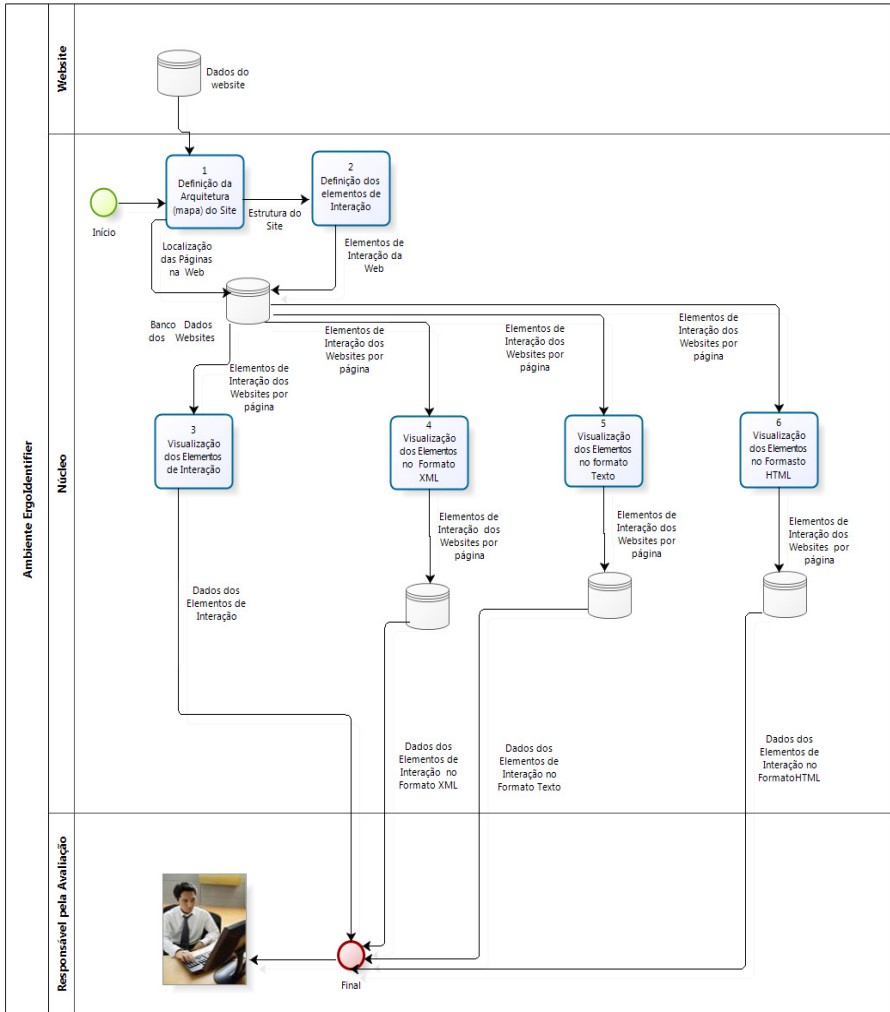 Ambiente ErgoIdentifier
Website
Dados do
website
Núcleo
Início
1
Definição da
Arquitetura
(mapa) do Site
Estrutura do
Site
2
Definição dos
elementos de
Interação
Localização
das Páginas
na Web
Elementos de
Interação da
Web
Banco Dados
dos Websites
Elementos de
Interação dos
Websites por
página
Elementos de
Interação dos
Websites por
página
Elementos de
Interação dos
Websites por
página
Elementos de
Interação dos
Websites por
página
3
Visualização
dos Elementos
de Interação
4
Visualização
dos Elementos
no Formato
XML
5
Visualização
dos Elementos
no formato
Texto
6
Visualização
dos Elementos
no Formasto
HTML
Elementos de
Interação dos
Websites por
página
Elementos de
Interação dos
Websites por
página
Elementos de
Interação dos
Websites por
página
Dados dos
Elementos de
Interação
Dados dos
Elementos de
Interação no
Formato XML
Dados dos
Elementos de
Interação no
Formato Texto
Dados dos
Elementos de
Interação no
FormatoHTML
Responsável pela Avaliação
Final